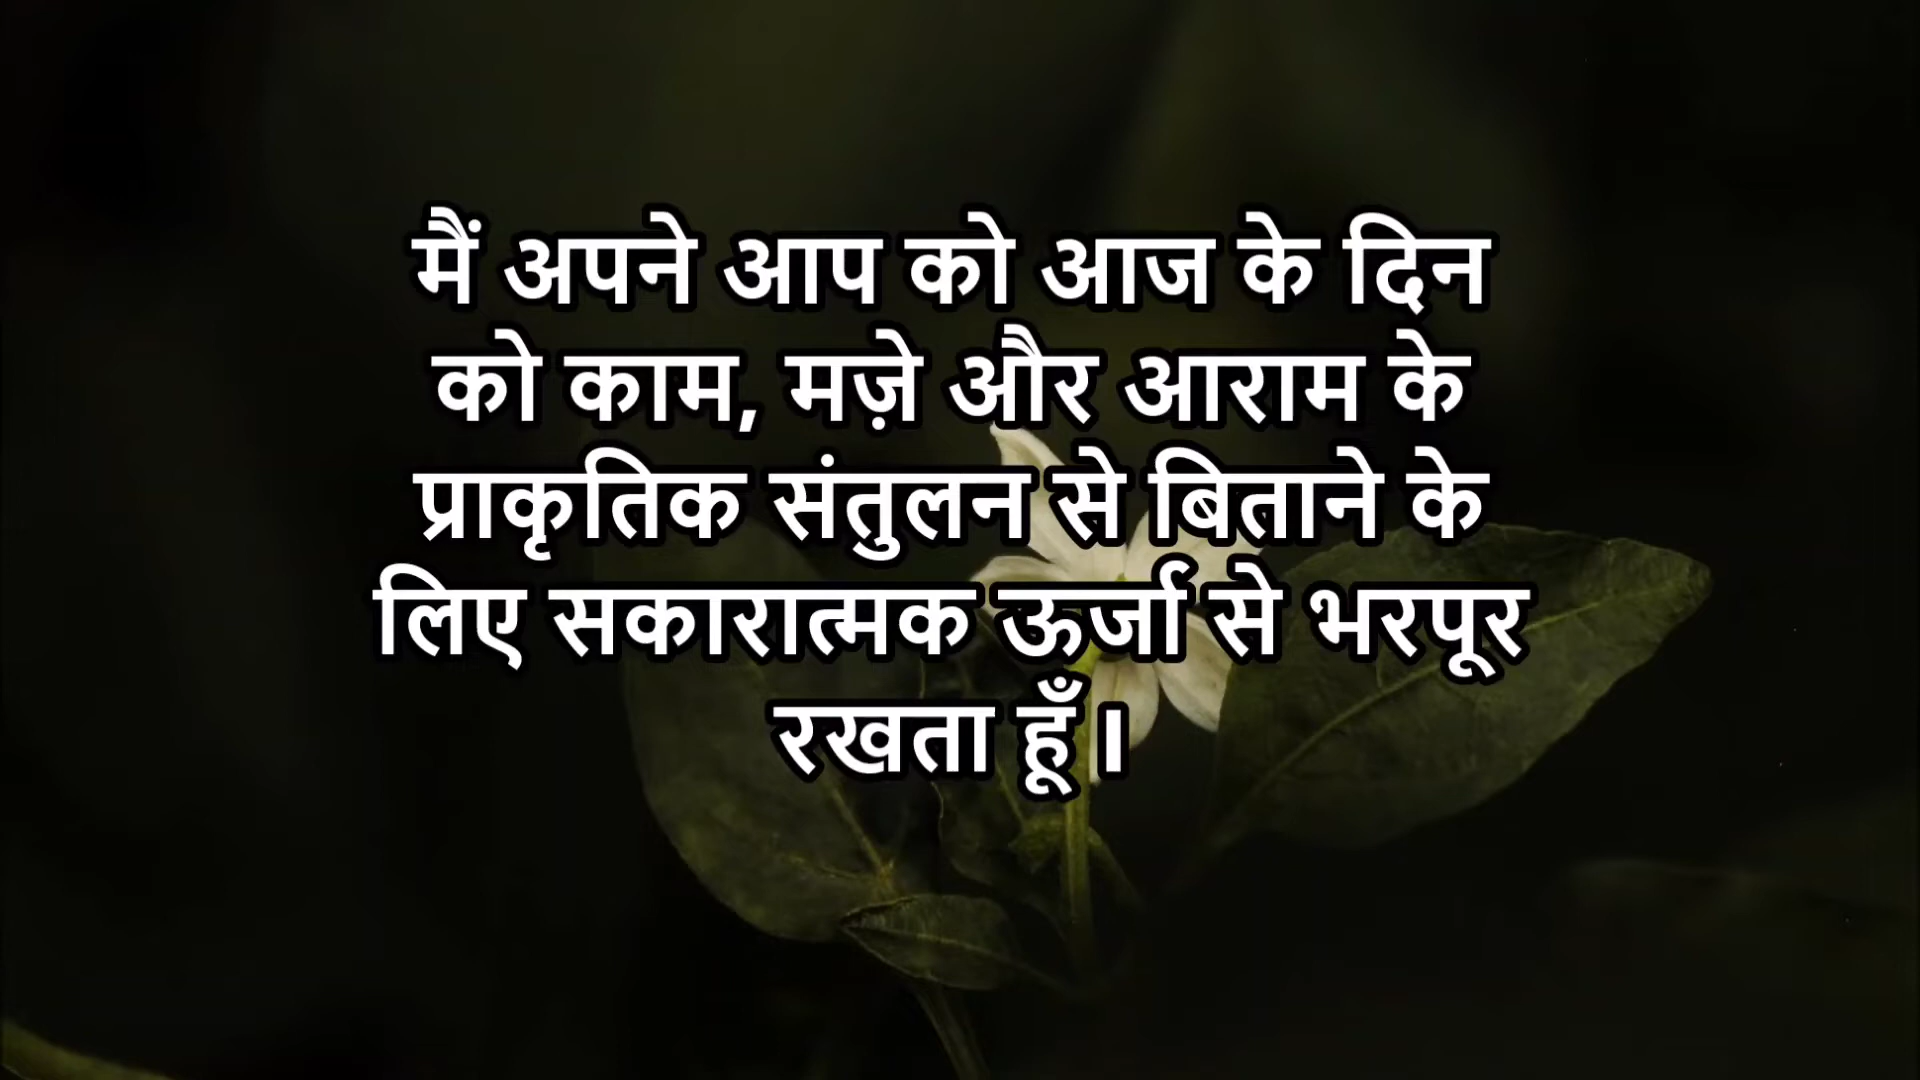 मैं अपने आप को आज के दिन
को काम, मज़े और आराम के
प्राकृतिक संतुलन से बिताने के
लिए सकारात्मक ऊर्जा से भरपूर
रखता हूँ ।